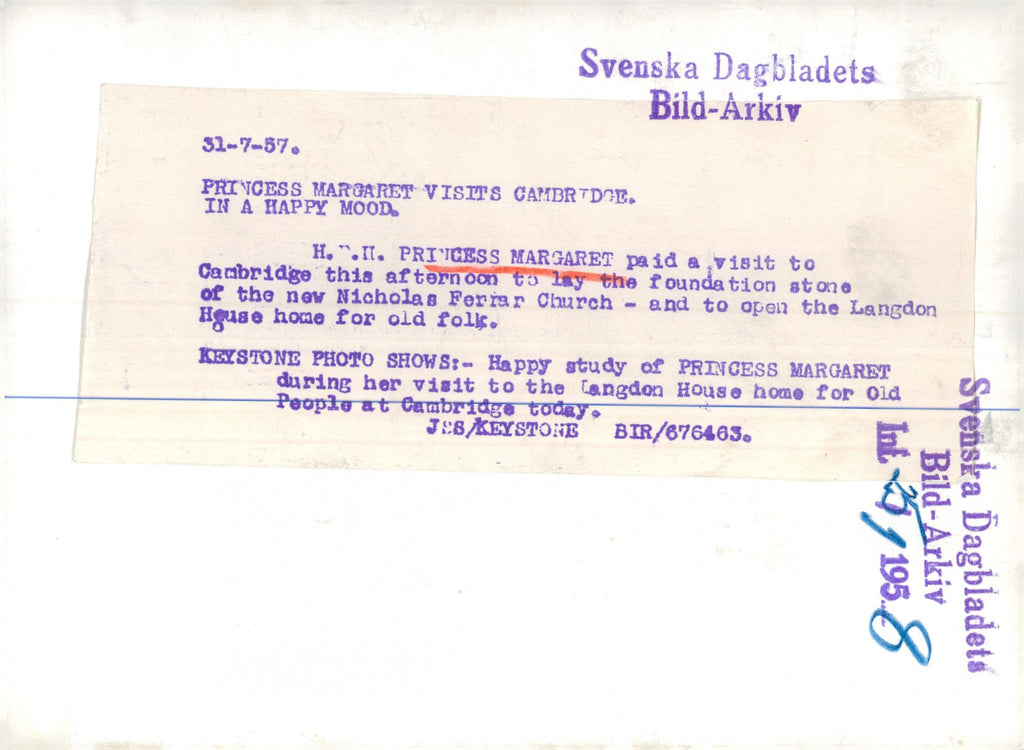 Svenska Dagbladets
Bild-Arkiv
31-7-57.
PRINCESS MARGARET VISITS CAMBRIDGE.
IN A HAPPY MOOD.
H.R.H. PRINCESS MARGARET paid a visit to
Cambridge this afternoon to lay the foundation stone
of the new Nicholas Ferrar Church - and to open the Langdon
House home for old folk.
KEYSTONE PHOTO SHOWS:- Happy study of PRINCESS MARGARET
during her visit to the Langdon House home for Old
People at Cambridge today.
/KEYSTONE BIR/676463.
Svenska Dagbladets
Bild-Arkiv
Inf. 25/1 1958